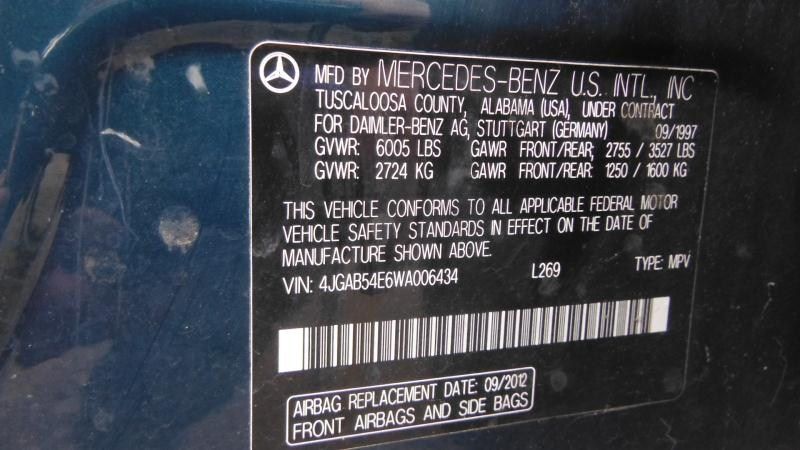 MFD BY MERCEDES-BENZ U.S. INTL., INC
TUSCALOOSA COUNTY, ALABAMA (USA), UNDER CONTRACT
FOR DAIMLER-BENZ AG, STUTTGART (GERMANY) 09/1997
GVWR: 6005 LBS GAWR FRONT/REAR; 2755 / 3527 LBS
GVWR: 2724 KG GAWR FRONT/REAR: 1250 / 1600 KG
THIS VEHICLE CONFORMS TO ALL APPLICABLE FEDERAL MOTOR
VEHICLE SAFETY STANDARDS IN EFFECT ON THE DATE OF
MANUFACTURE SHOWN ABOVE.
VIN: 4JGAB54E6WA006434 L269 TYPE: MPV
AIRBAG REPLACEMENT DATE: 09/2012
FRONT AIRBAGS AND SIDE BAGS